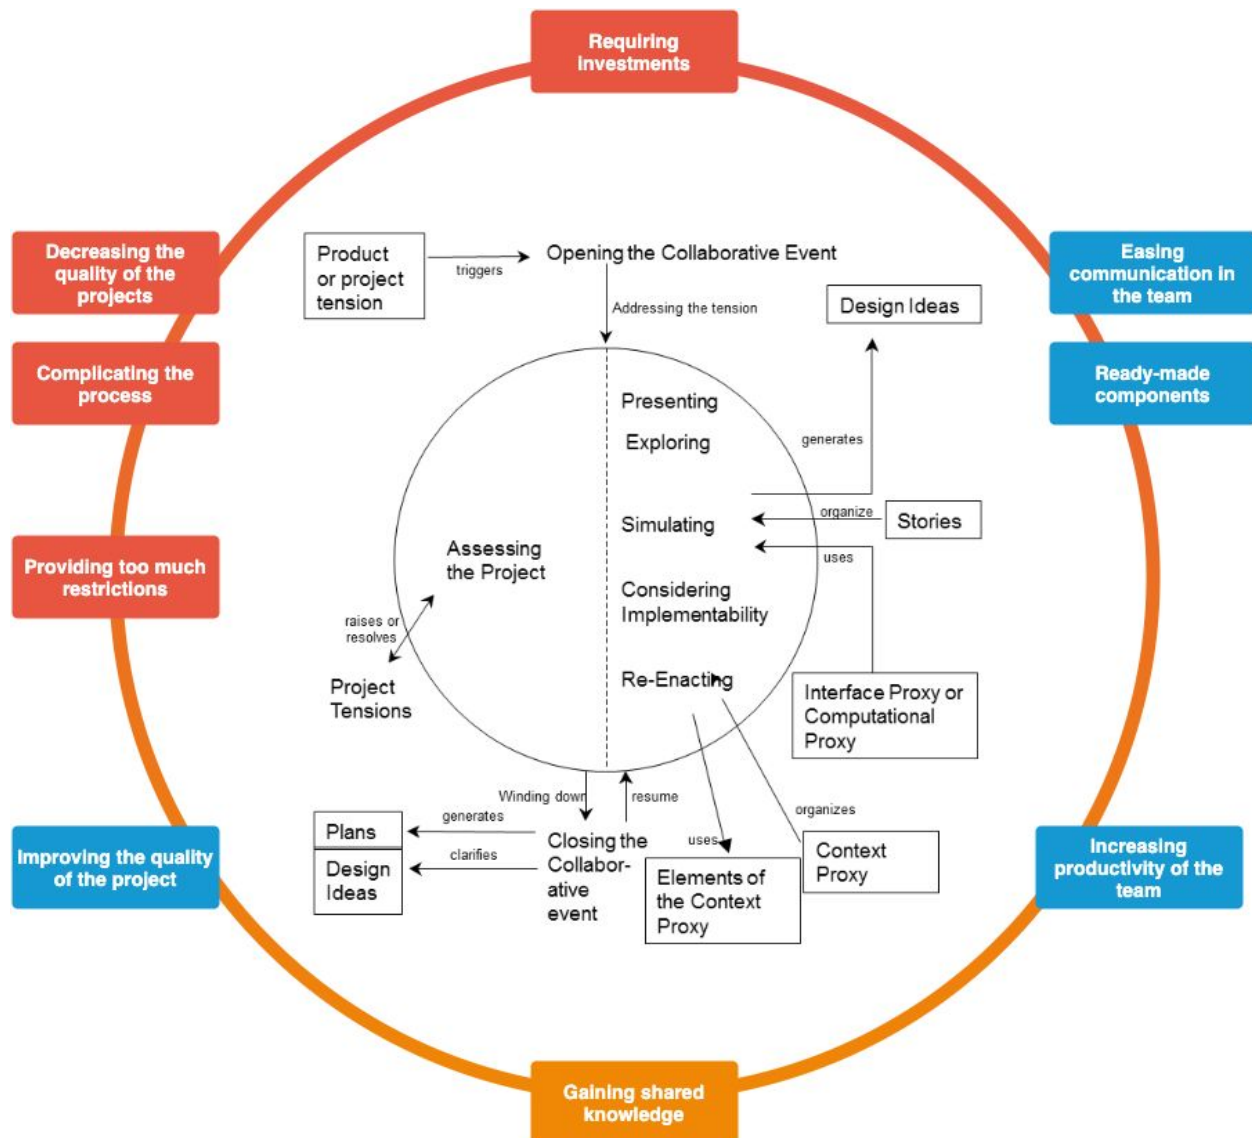 Requiring
investments
Decreasing the
quality of the
projects
Easing
communication in
the team
Complicating the
process
Ready-made
components
Providing too much
restrictions
Improving the quality
of the project
Increasing
productivity of the
team
Gaining shared
knowledge
Product
or project
tension
triggers
Opening the Collaborative Event
Addressing the tension
Design Ideas
Presenting
Exploring
generates
Simulating
organize
Stories
uses
Assessing
the Project
Considering
Implementability
raises or
resolves
Project
Tensions
Re-Enacting
Interface Proxy or
Computational
Proxy
Winding down
resume
generates
Plans
clarifies
Design
Ideas
Closing the
Collabor-
ative
event
uses
organizes
Elements of
the Context
Proxy
Context
Proxy